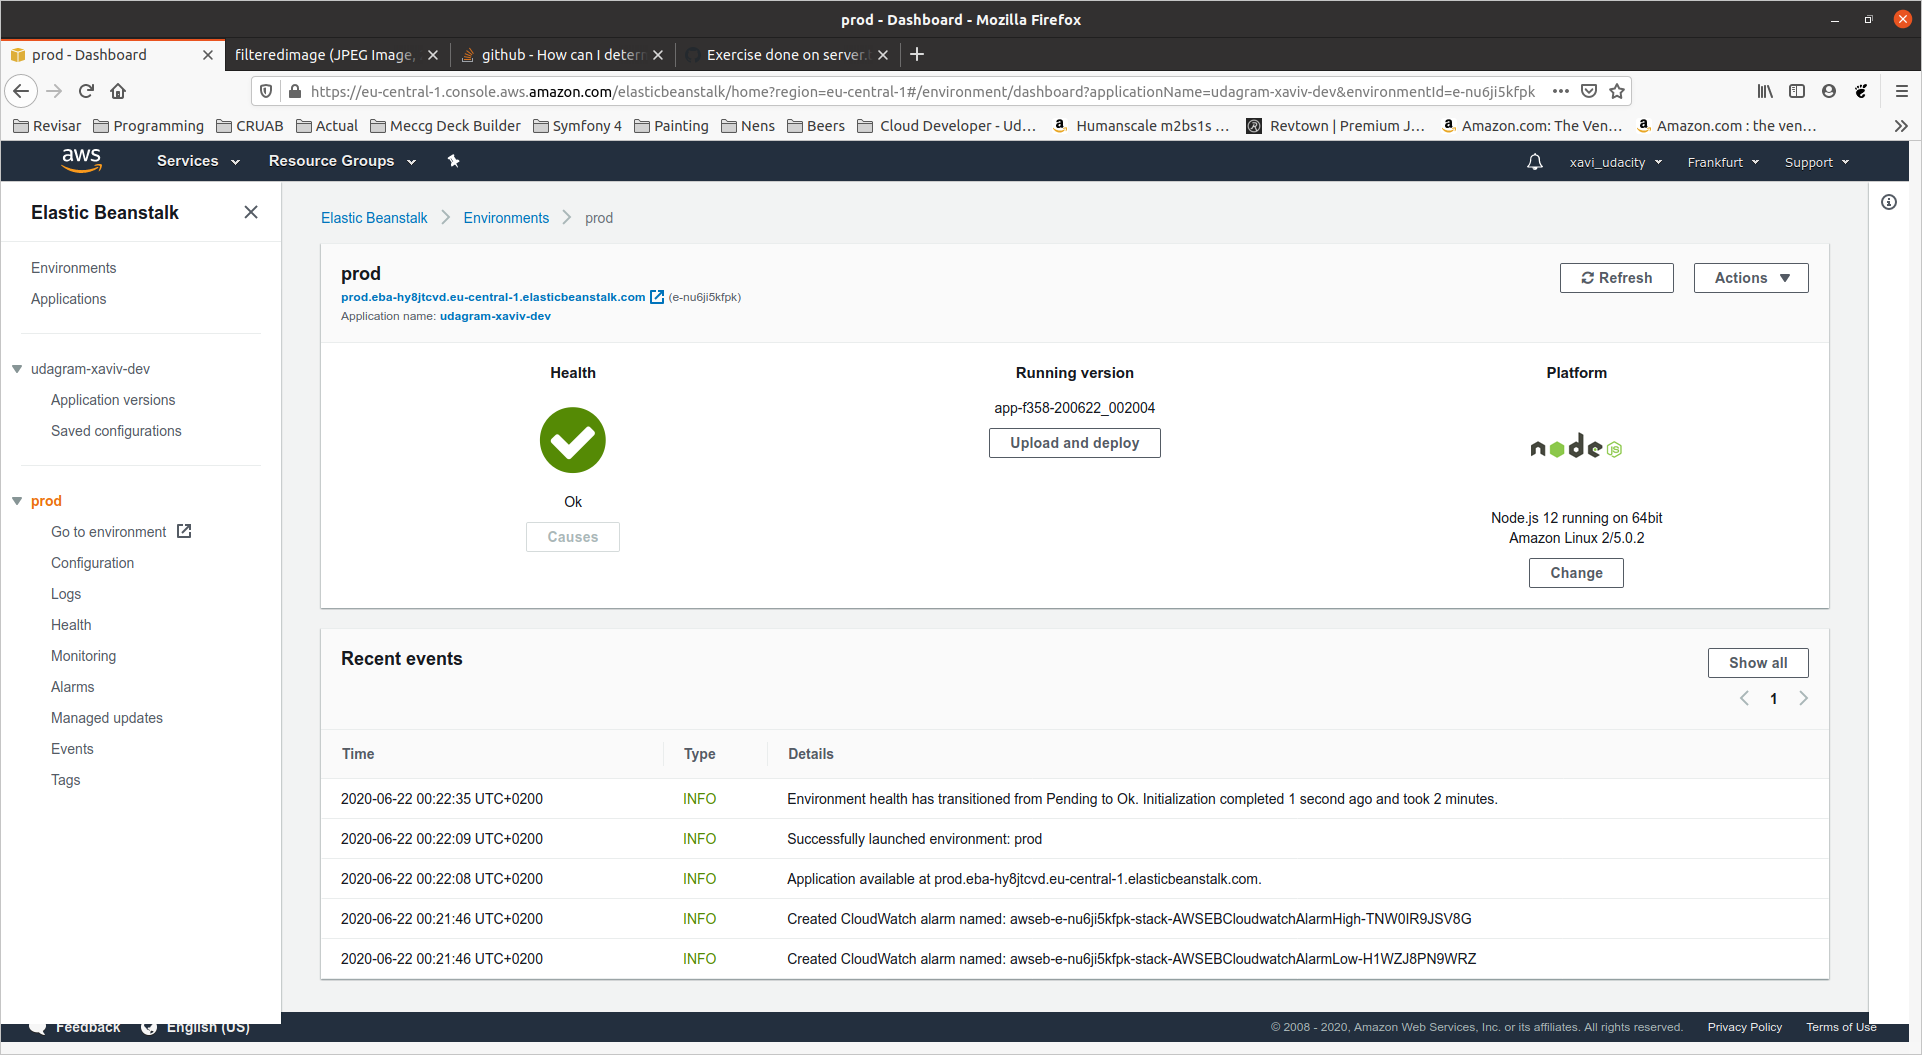 prod - Dashboard - Mozilla Firefox
prod - Dashboard
filteredimage (JPEG Image,
github - How can I deter
Exercise done on server.
https://eu-central-1.console.aws.amazon.com/elasticbeanstalk/home?region=eu-central-1#/environment/dashboard?applicationName=udagram-xaviv-dev&environmentId=e-nu6ji5kfpk
Revisar Programming CRUAB Actual Meccg Deck Builder Symfony 4 Painting Nens Beers Cloud Developer - Ud... Humanscale m2bs1s ... Revtown | Premium J... Amazon.com: The Ven... Amazon.com : the ven...
aws Services Resource Groups xavi_udacity Frankfurt Support
Elastic Beanstalk
Environments
Applications
udagram-xaviv-dev
Application versions
Saved configurations
prod
Go to environment
Configuration
Logs
Health
Monitoring
Alarms
Managed updates
Events
Tags
Elastic Beanstalk Environments prod
prod
prod.eba-hy8jtcvd.eu-central-1.elasticbeanstalk.com (e-nu6ji5kfpk)
Application name: udagram-xaviv-dev
Refresh
Actions
Health
Ok
Causes
Running version
app-f358-200622_002004
Upload and deploy
Platform
node JS
Node.js 12 running on 64bit
Amazon Linux 2/5.0.2
Change
Recent events
Show all
1
Time Type Details
2020-06-22 00:22:35 UTC+0200 INFO Environment health has transitioned from Pending to Ok. Initialization completed 1 second ago and took 2 minutes.
2020-06-22 00:22:09 UTC+0200 INFO Successfully launched environment: prod
2020-06-22 00:22:08 UTC+0200 INFO Application available at prod.eba-hy8jtcvd.eu-central-1.elasticbeanstalk.com.
2020-06-22 00:21:46 UTC+0200 INFO Created CloudWatch alarm named: awseb-e-nu6ji5kfpk-stack-AWSEBCloudwatchAlarmHigh-TNW0IR9JSV8G
2020-06-22 00:21:46 UTC+0200 INFO Created CloudWatch alarm named: awseb-e-nu6ji5kfpk-stack-AWSEBCloudwatchAlarmLow-H1WZJ8PN9WRZ
Feedback English (US) © 2008 - 2020, Amazon Web Services, Inc. or its affiliates. All rights reserved. Privacy Policy Terms of Use